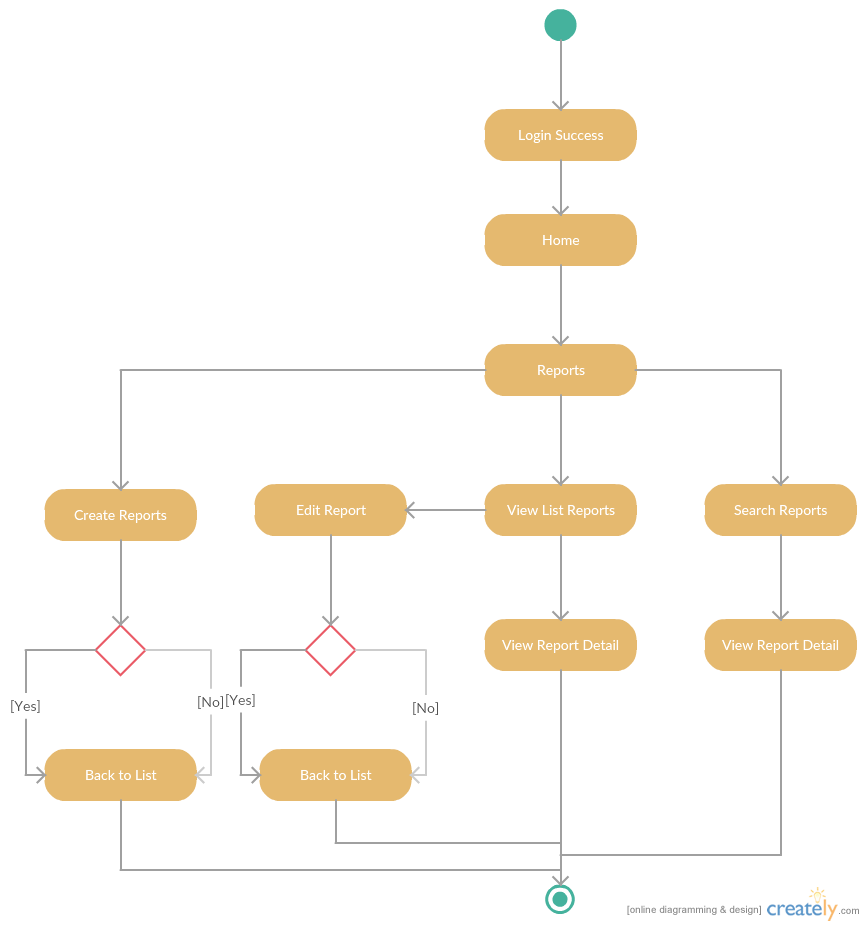 Login Success
Home
Reports
Create Reports
Edit Report
View List Reports
Search Reports
View Report Detail
View Report Detail
[Yes]
[No]
[Yes]
[No]
Back to List
Back to List
[online diagramming & design] creately.com